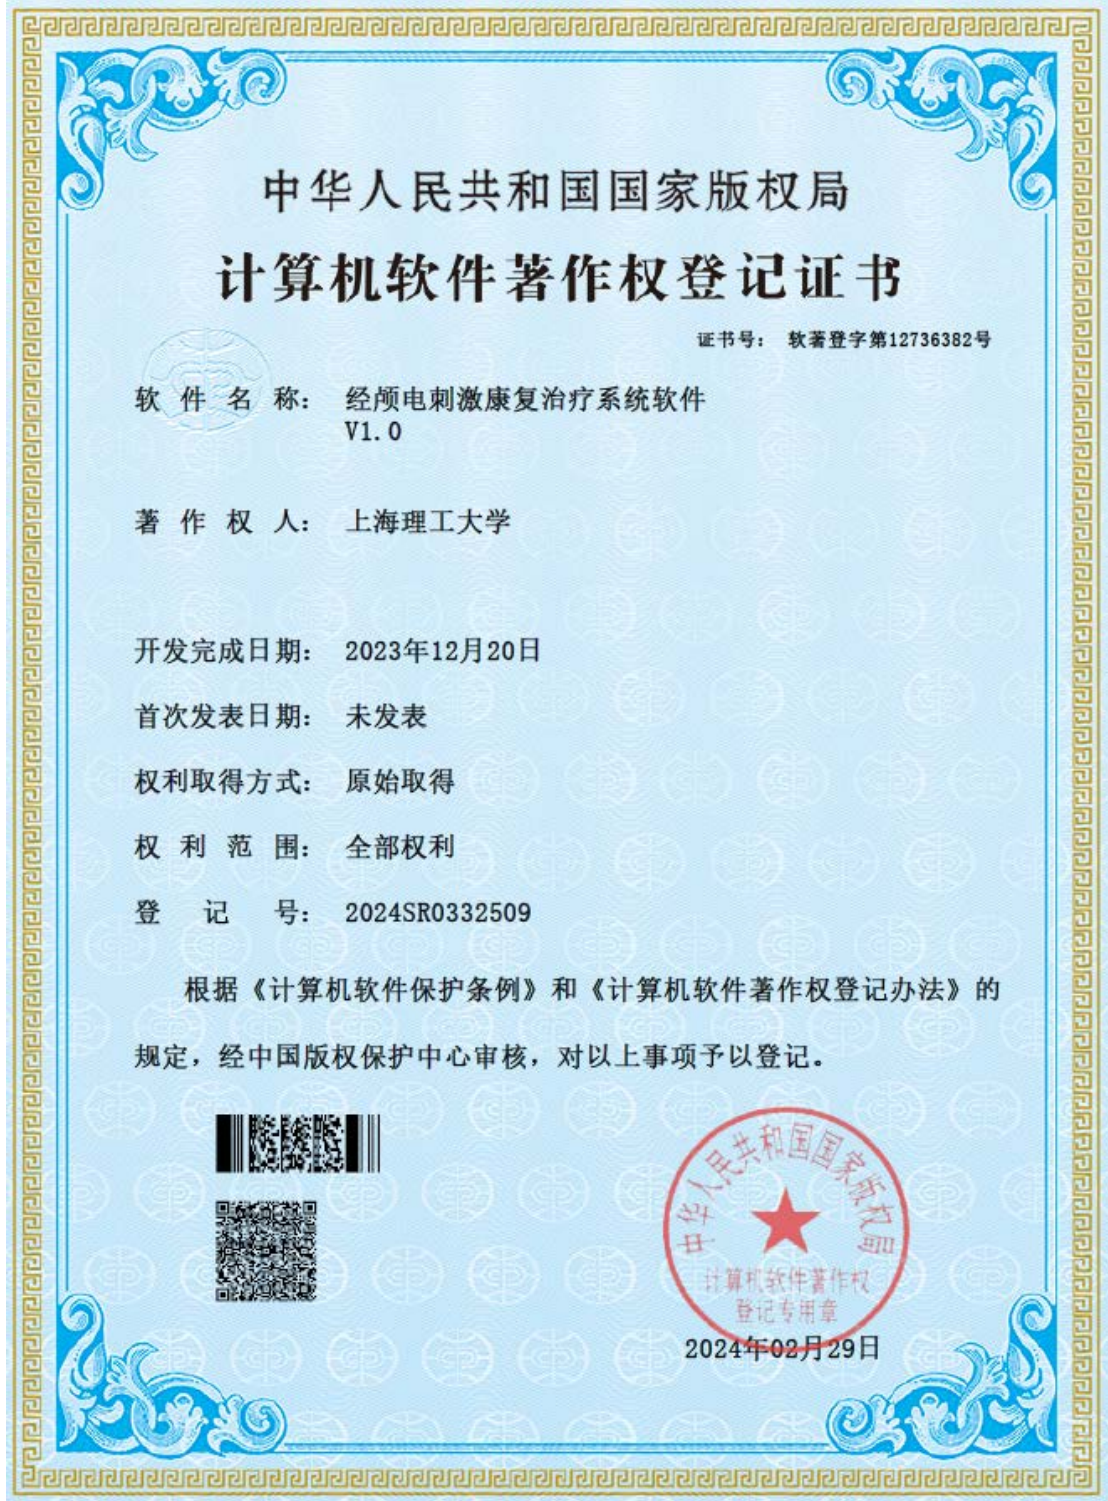 中华人民共和国国家版权局
计算机软件著作权登记证书
证书号： 软著登字第12736382号
软件名称： 经颅电刺激康复治疗系统软件
V1.0
著作权人： 上海理工大学
开发完成日期： 2023年12月20日
首次发表日期： 未发表
权利取得方式： 原始取得
权利范围： 全部权利
登记号： 2024SR0332509
根据《计算机软件保护条例》和《计算机软件著作权登记办法》的
规定，经中国版权保护中心审核，对以上事项予以登记。
中华人民共和国国家版权局
计算机软件著作权
登记专用章
2024年02月29日